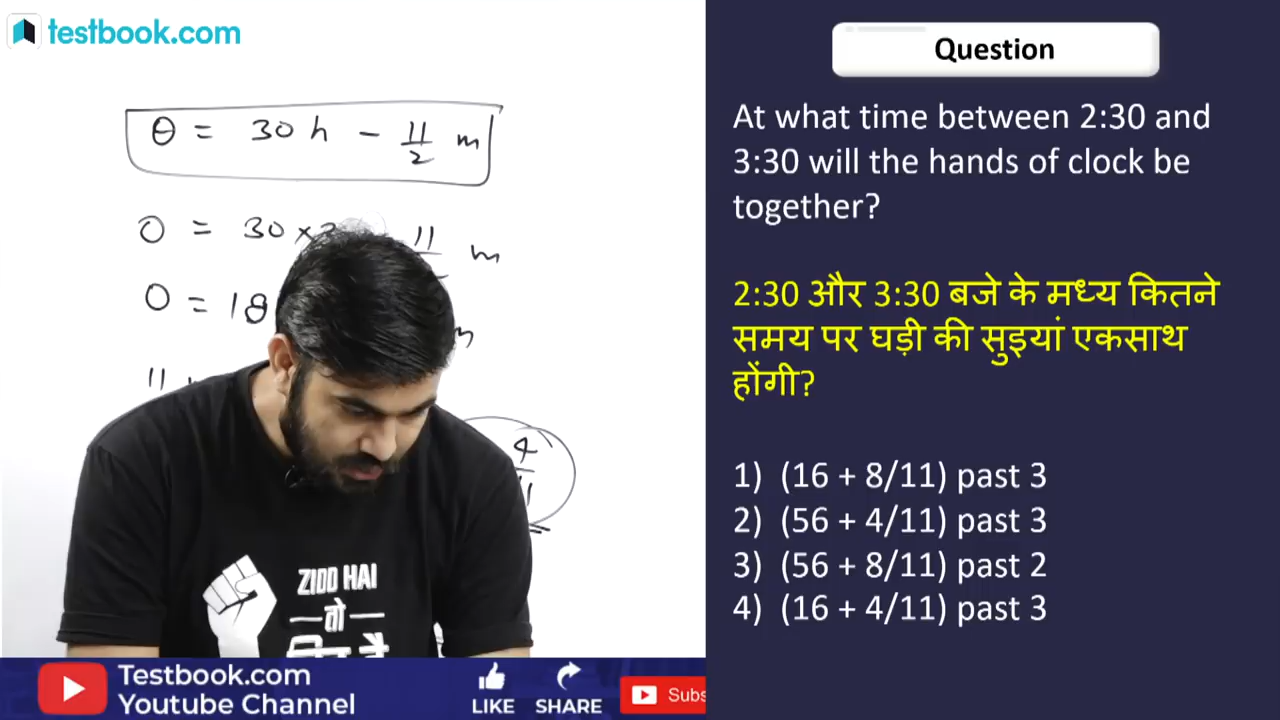 testbook.com
θ = 30 h - 11/2 m
0 = 30 × 11 m
0 = 18 m
11
4
ZIDD HAI
तो
Testbook.com
Youtube Channel
LIKE
SHARE
Subs
Question
At what time between 2:30 and
3:30 will the hands of clock be
together?
2:30 और 3:30 बजे के मध्य कितने
समय पर घड़ी की सुइयां एकसाथ
होंगी?
1) (16 + 8/11) past 3
2) (56 + 4/11) past 3
3) (56 + 8/11) past 2
4) (16 + 4/11) past 3